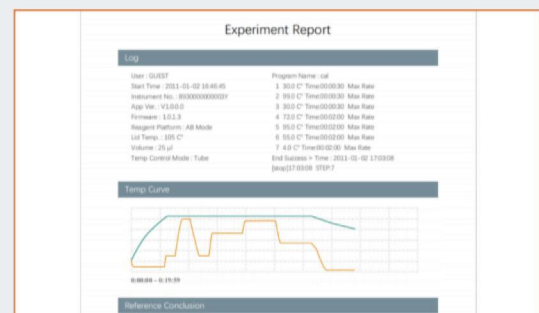 Experiment Report
Log
User : GUEST
Start Time : 2011-01-02 16:46:45
Instrument No. : 8930000000003Y
App Ver. : V1.0.0.0
Firmware : 1.0.1.3
Reagent Platform : AB Mode
Lid Temp. : 105 C°
Volume : 25 μl
Temp Control Mode : Tube
Program Name : cal
1 30.0 C° Time:00:00:30 Max Rate
2 99.0 C° Time:00:00:30 Max Rate
3 30.0 C° Time:00:00:30 Max Rate
4 72.0 C° Time:00:02:00 Max Rate
5 95.0 C° Time:00:02:00 Max Rate
6 55.0 C° Time:00:02:00 Max Rate
7 4.0 C° Time:00:02:00 Max Rate
End Success > Time : 2011-01-02 17:03:08
[stop]17:03:08 STEP:7
Temp Curve
0:00:00 - 0:19:59
Reference Conclusion